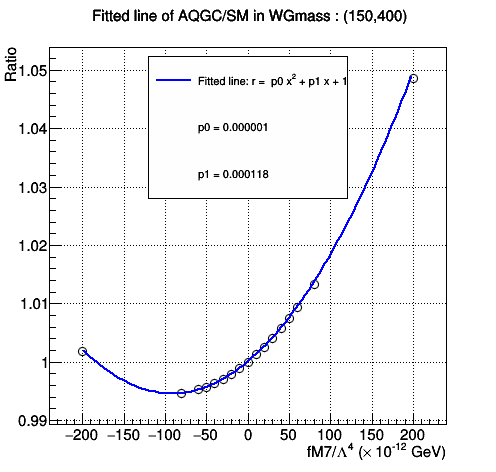 Fitted line of AQGC/SM in WGmass : (150,400)
Ratio
Fitted line: r = p0 x² + p1 x + 1
p0 = 0.000001
p1 = 0.000118
1.05
1.04
1.03
1.02
1.01
1
0.99
−200 −150 −100 −50 0 50 100 150 200
fM7/Λ⁴ (× 10⁻¹² GeV)